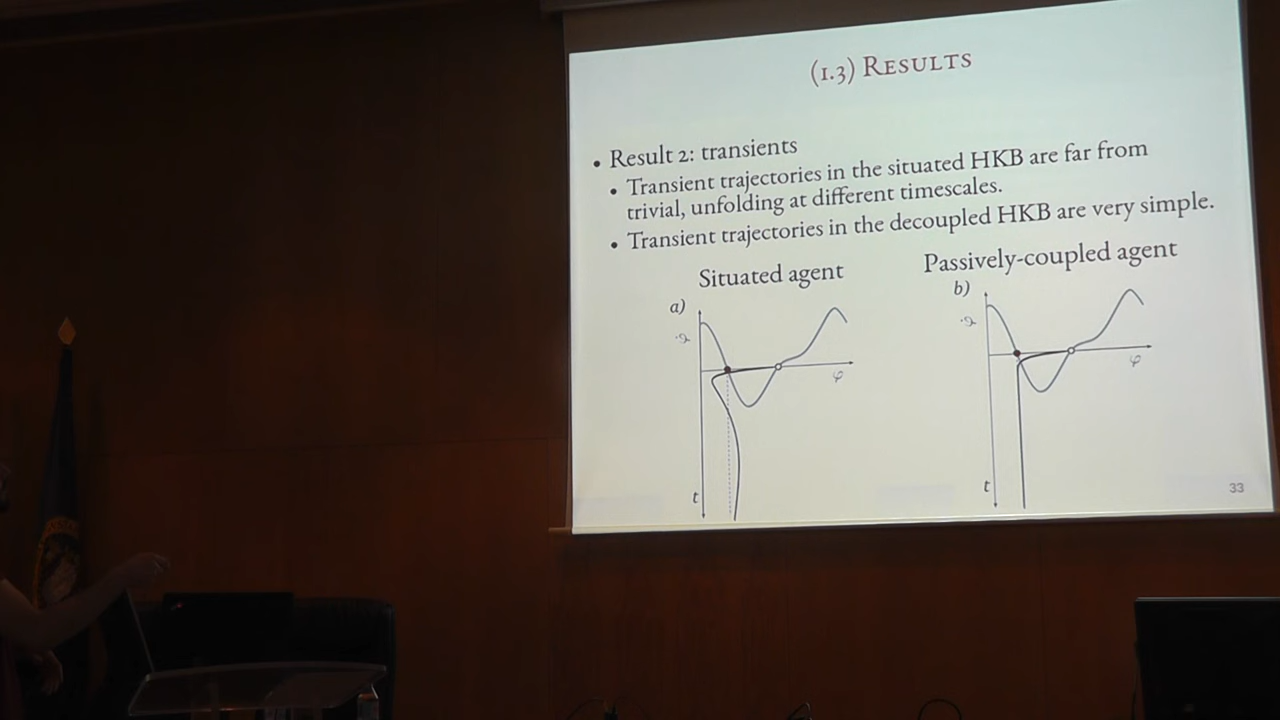 (1.3) Results
• Result 2: transients
• Transient trajectories in the situated HKB are far from
trivial, unfolding at different timescales.
• Transient trajectories in the decoupled HKB are very simple.
Situated agent
Passively-coupled agent
a)
b)
φ
φ
t
t
33